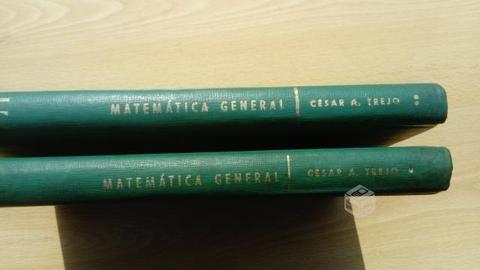 MATEMÁTICA GENERAL CÉSAR A. TREJO **
MATEMÁTICA GENERAL CÉSAR A. TREJO *